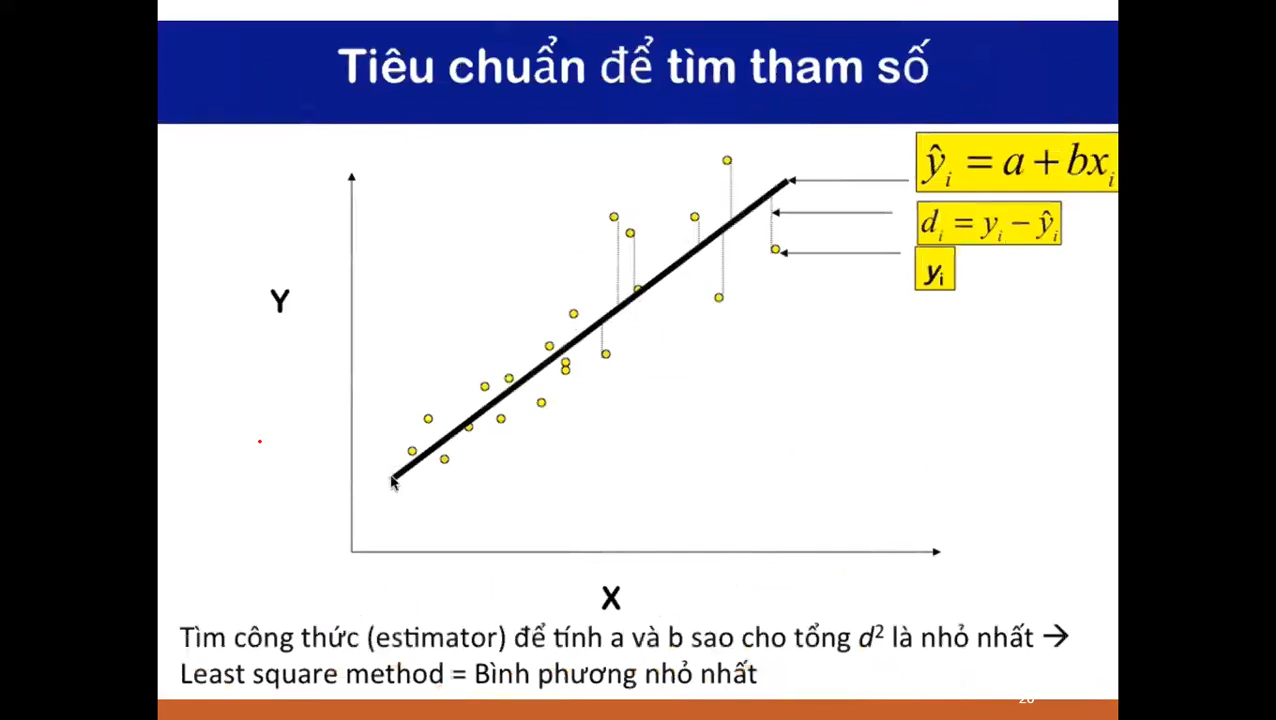 Tiêu chuẩn để tìm tham số
ŷᵢ = a + bxᵢ
dᵢ = yᵢ − ŷᵢ
yᵢ
Y
X
Tìm công thức (estimator) để tính a và b sao cho tổng d² là nhỏ nhất →
Least square method = Bình phương nhỏ nhất